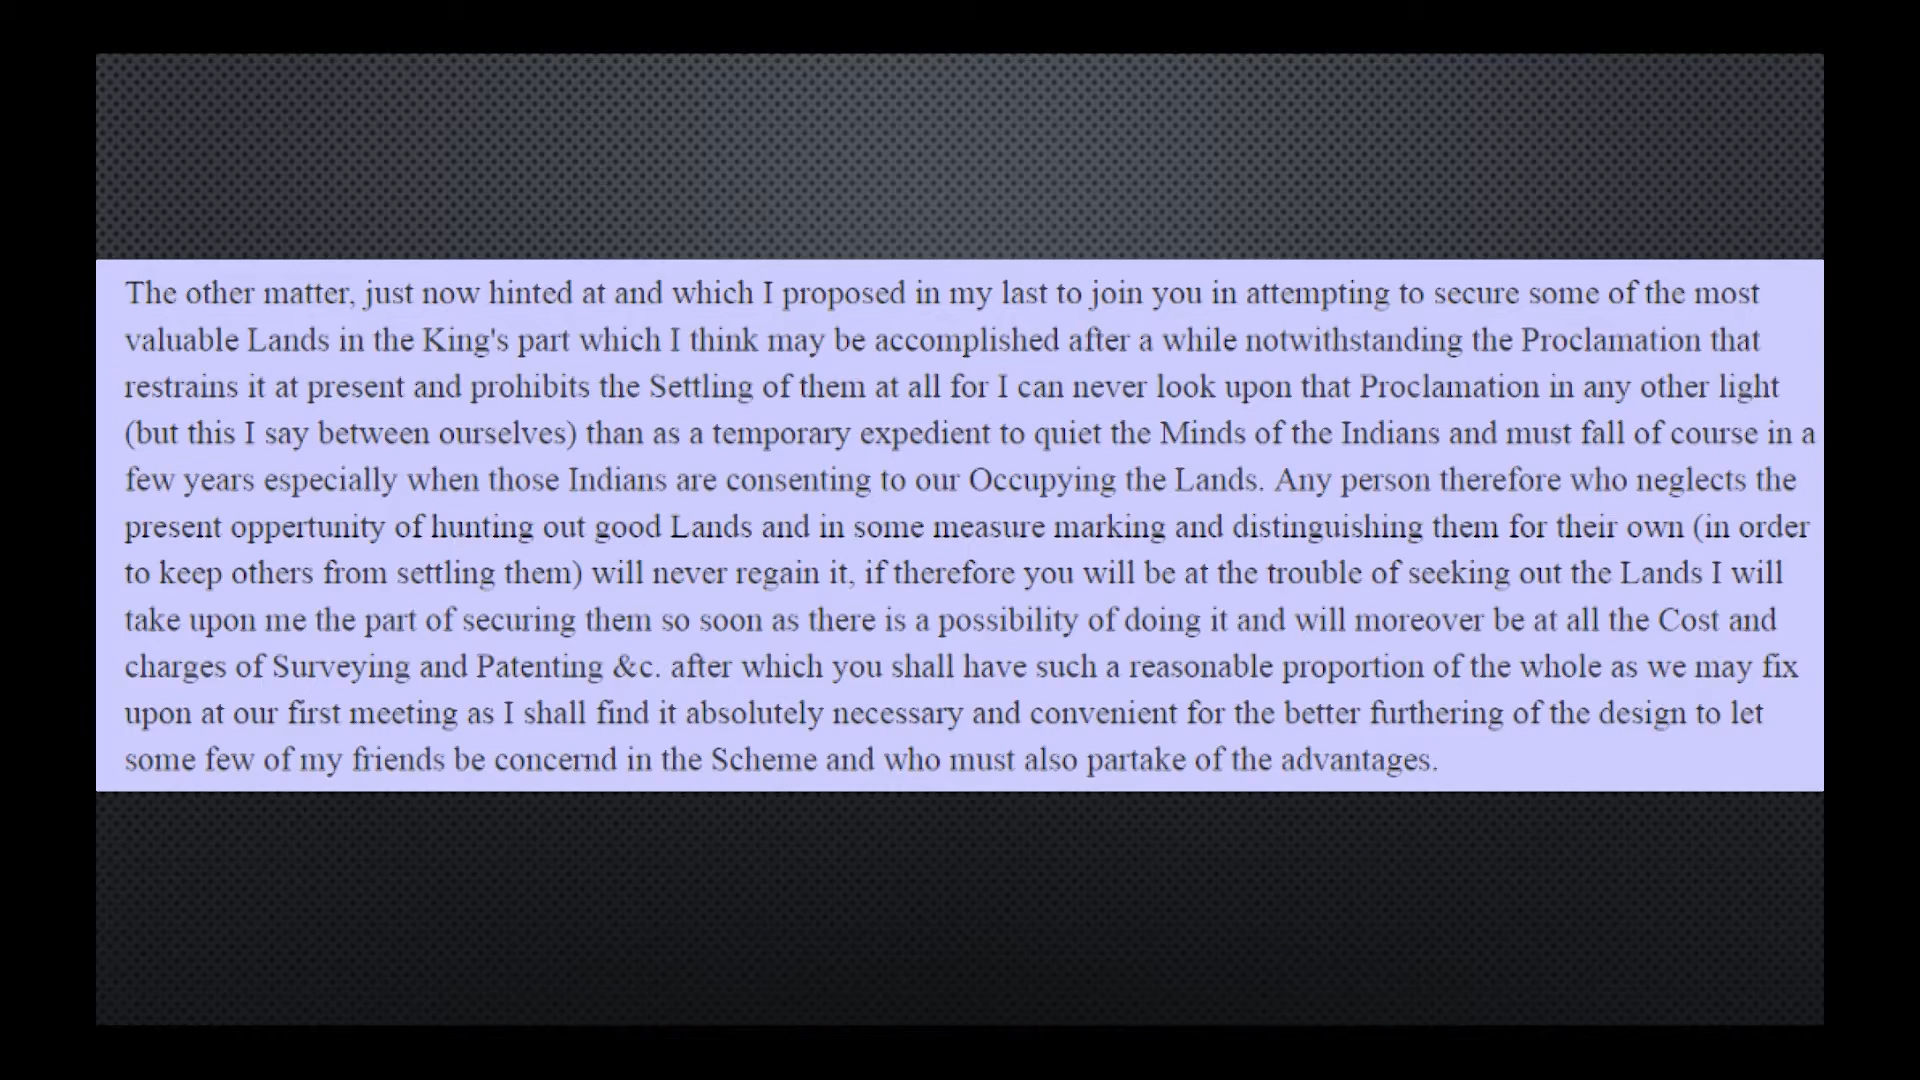 The other matter, just now hinted at and which I proposed in my last to join you in attempting to secure some of the most
valuable Lands in the King's part which I think may be accomplished after a while notwithstanding the Proclamation that
restrains it at present and prohibits the Settling of them at all for I can never look upon that Proclamation in any other light
(but this I say between ourselves) than as a temporary expedient to quiet the Minds of the Indians and must fall of course in a
few years especially when those Indians are consenting to our Occupying the Lands. Any person therefore who neglects the
present oppertunity of hunting out good Lands and in some measure marking and distinguishing them for their own (in order
to keep others from settling them) will never regain it, if therefore you will be at the trouble of seeking out the Lands I will
take upon me the part of securing them so soon as there is a possibility of doing it and will moreover be at all the Cost and
charges of Surveying and Patenting &c. after which you shall have such a reasonable proportion of the whole as we may fix
upon at our first meeting as I shall find it absolutely necessary and convenient for the better furthering of the design to let
some few of my friends be concernd in the Scheme and who must also partake of the advantages.